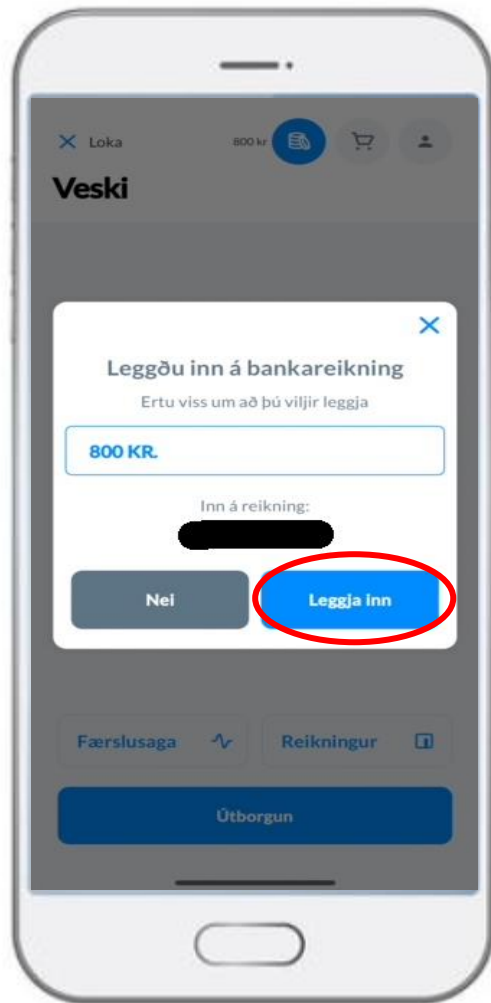 Loka
800 kr
Veski
Leggðu inn á bankareikning
Ertu viss um að þú viljir leggja
800 KR.
Inn á reikning:
Nei
Leggja inn
Færslusaga
Reikningur
Útborgun